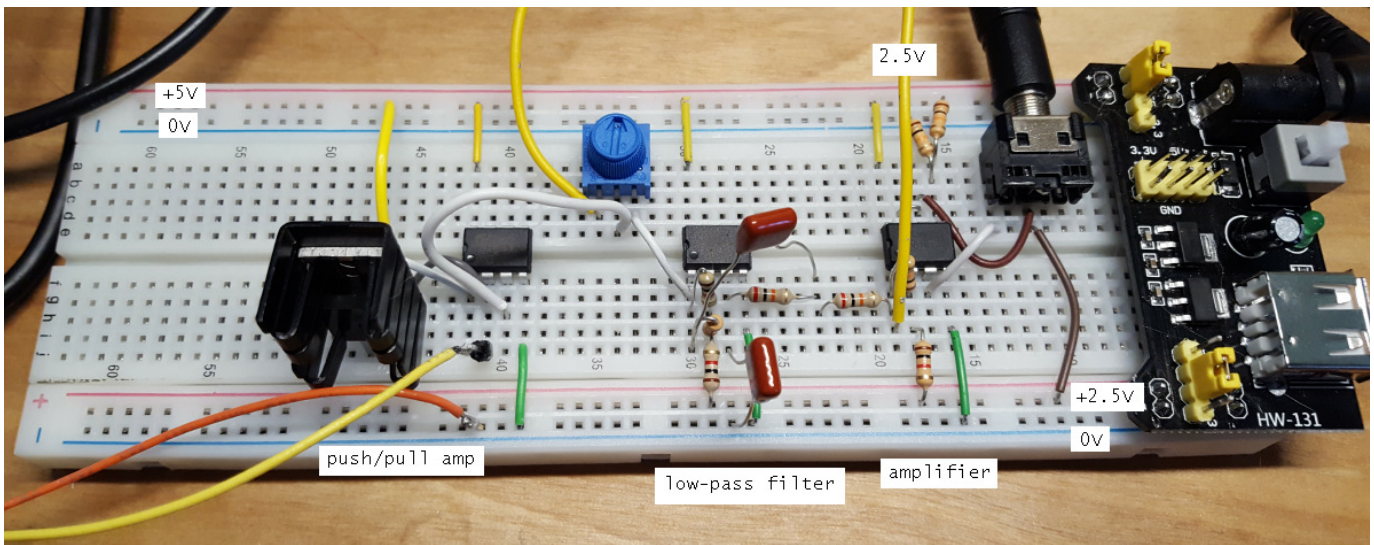 2.5V
+5V
0V
60 55 45 40 30 25 20 15
a b c d e
3.3V 5V
GND
f g h i j
60 55 40 35 30 25 20 15
+2.5V
0V
HW-131
push/pull amp
low-pass filter
amplifier